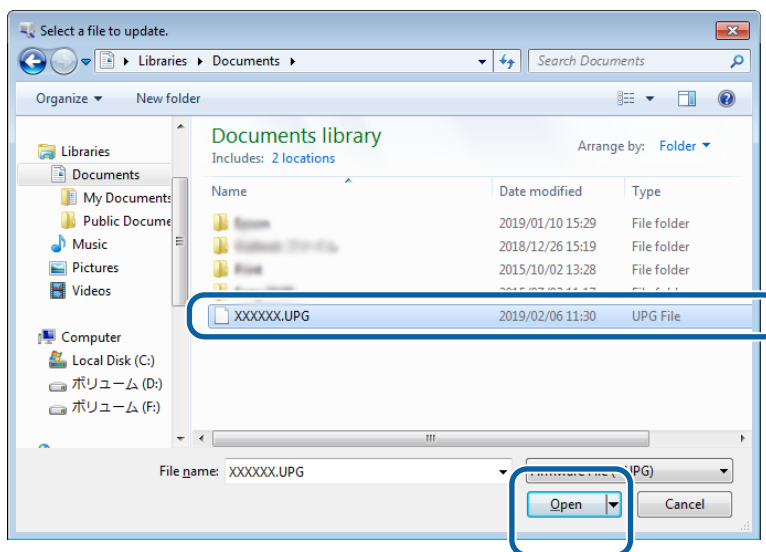 Select a file to update.
Libraries Documents
Search Documents
Organize New folder
Documents library
Includes: 2 locations
Arrange by: Folder
Name Date modified Type
2019/01/10 15:29 File folder
2018/12/26 15:19 File folder
2015/10/02 13:28 File folder
XXXXXX.UPG 2019/02/06 11:30 UPG File
Libraries
Documents
My Documents
Public Docume
Music
Pictures
Videos
Computer
Local Disk (C:)
ボリューム (D:)
ボリューム (F:)
File name: XXXXXX.UPG
UPG)
Open Cancel